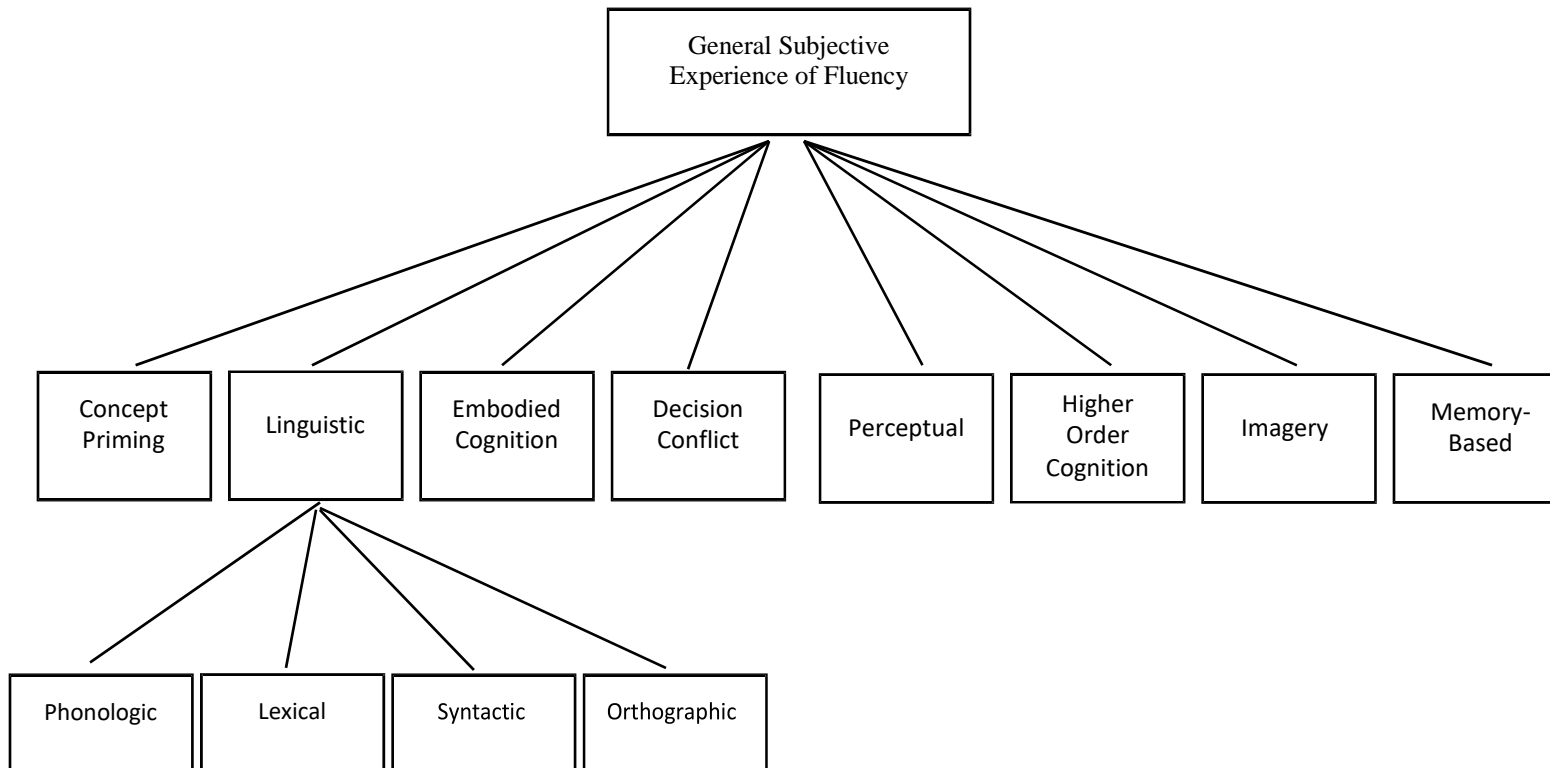 General Subjective
Experience of Fluency
Concept
Priming
Linguistic
Embodied
Cognition
Decision
Conflict
Perceptual
Higher
Order
Cognition
Imagery
Memory-
Based
Phonologic
Lexical
Syntactic
Orthographic